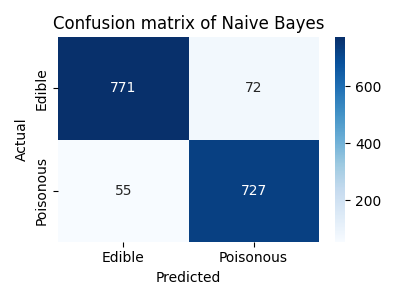 Confusion matrix of Naive Bayes
Actual
Edible
771
72
Poisonous
55
727
Edible
Poisonous
Predicted
600
400
200